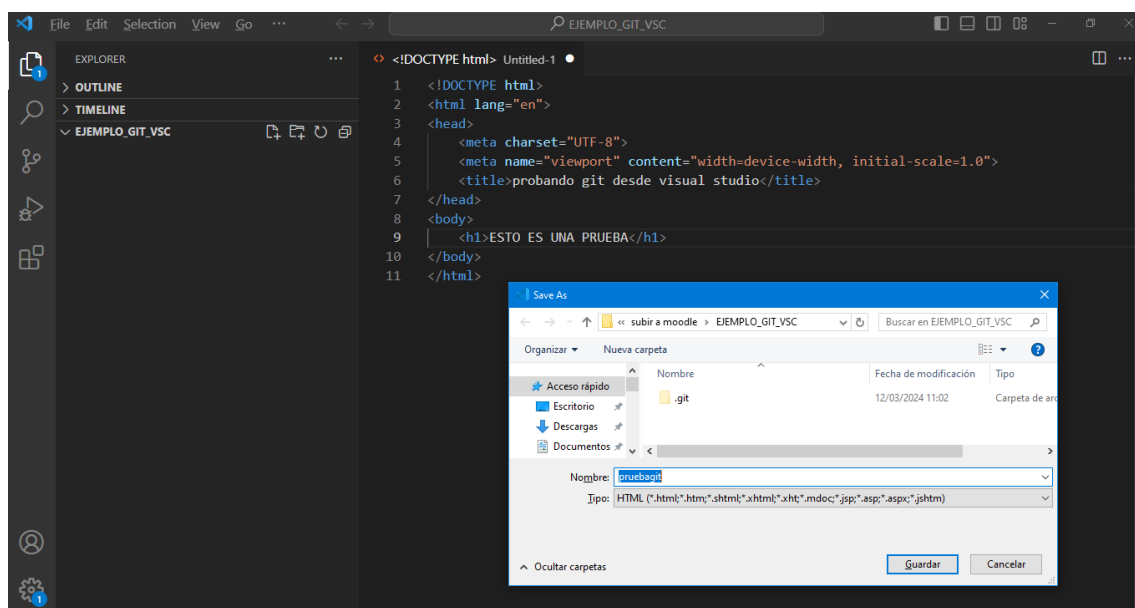 File Edit Selection View Go ··· EJEMPLO_GIT_VSC
EXPLORER ···
<!DOCTYPE html> Untitled-1
OUTLINE
TIMELINE
EJEMPLO_GIT_VSC
1 <!DOCTYPE html>
2 <html lang="en">
3 <head>
4 <meta charset="UTF-8">
5 <meta name="viewport" content="width=device-width, initial-scale=1.0">
6 <title>probando git desde visual studio</title>
7 </head>
8 <body>
9 <h1>ESTO ES UNA PRUEBA</h1>
10 </body>
11 </html>
1
1
Save As
« subir a moodle > EJEMPLO_GIT_VSC
Buscar en EJEMPLO_GIT_VSC
Organizar Nueva carpeta
Acceso rápido
Escritorio
Descargas
Documentos
Nombre Fecha de modificación Tipo
.git 12/03/2024 11:02 Carpeta de arc
Nombre: pruebagit
Tipo: HTML (*.html;*.htm;*.shtml;*.xhtml;*.xht;*.mdoc;*.jsp;*.asp;*.aspx;*.jshtm)
Ocultar carpetas
Guardar Cancelar